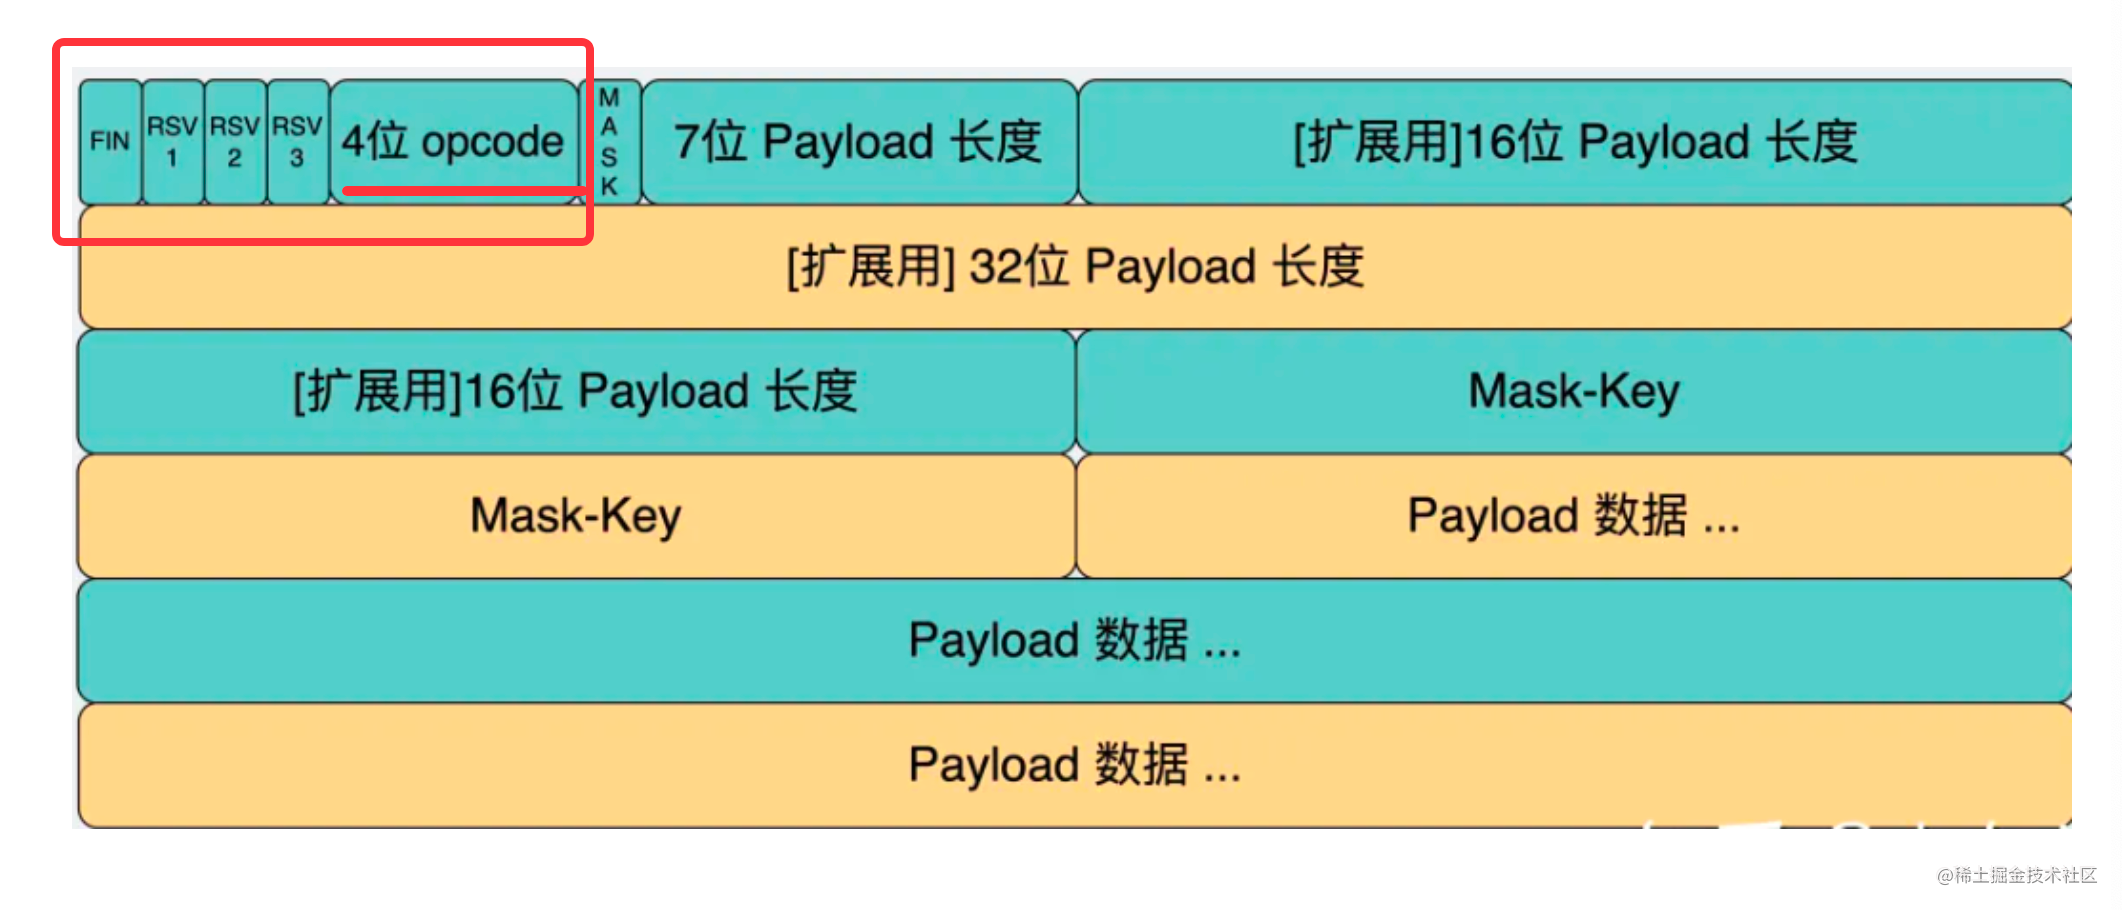 FIN
RSV 1
RSV 2
RSV 3
4位 opcode
MASK
7位 Payload 长度
[扩展用]16位 Payload 长度
[扩展用] 32位 Payload 长度
[扩展用]16位 Payload 长度
Mask-Key
Mask-Key
Payload 数据 ...
Payload 数据 ...
Payload 数据 ...
@稀土掘金技术社区